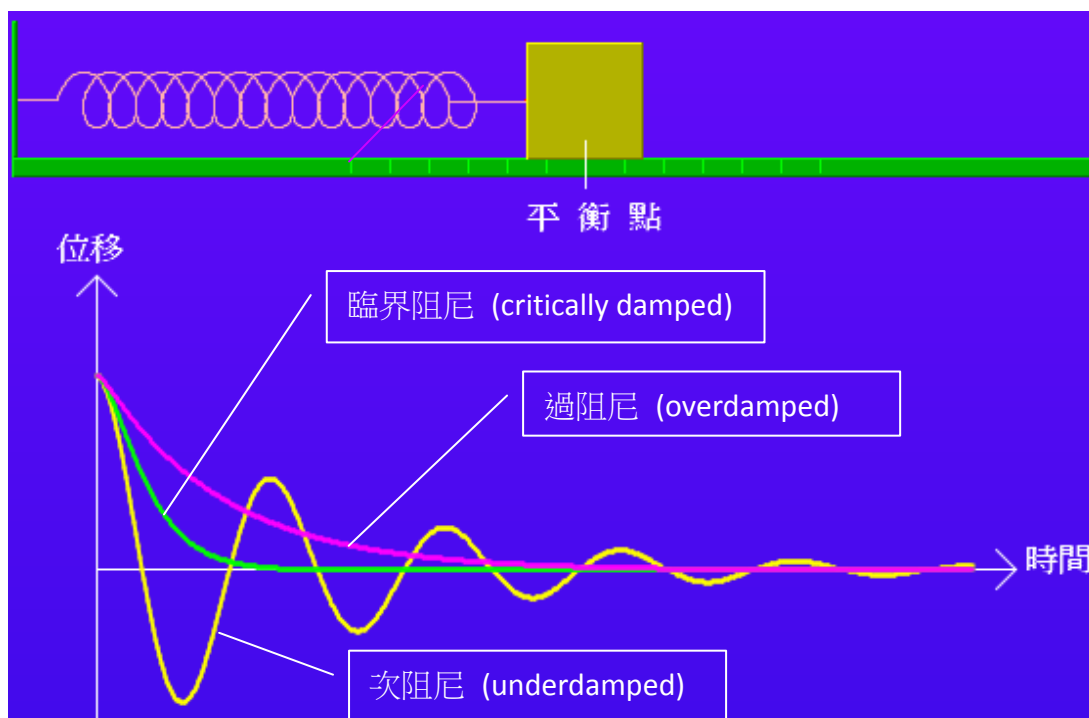 平 衡 點
位移
臨界阻尼 (critically damped)
過阻尼 (overdamped)
時間
次阻尼 (underdamped)